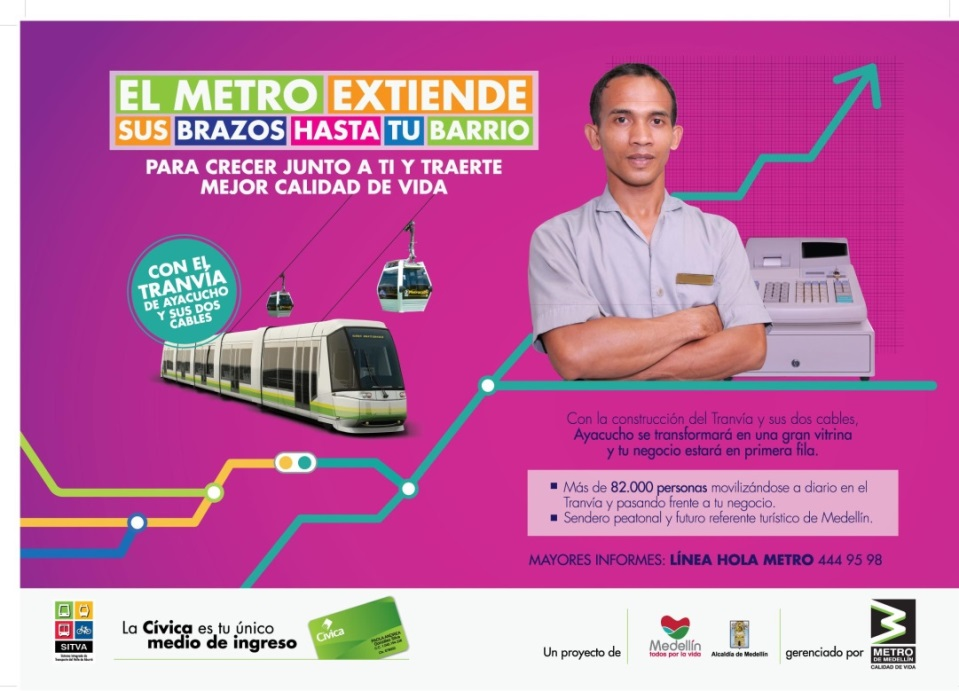 EL METRO EXTIENDE
SUS BRAZOS HASTA TU BARRIO
PARA CRECER JUNTO A TI Y TRAERTE
MEJOR CALIDAD DE VIDA
CON EL
TRANVÍA
DE AYACUCHO
Y SUS DOS
CABLES
Con la construcción del Tranvía y sus dos cables,
Ayacucho se transformará en una gran vitrina
y tu negocio estará en primera fila.
Más de 82.000 personas movilizándose a diario en el
Tranvía y pasando frente a tu negocio.
Sendero peatonal y futuro referente turístico de Medellín.
MAYORES INFORMES: LÍNEA HOLA METRO 444 95 98
SITVA
La Cívica es tu único
medio de ingreso
Cívica
Un proyecto de
Medellín
todos por la vida
Alcaldía de Medellín
gerenciado por
METRO
DE MEDELLÍN
CALIDAD DE VIDA